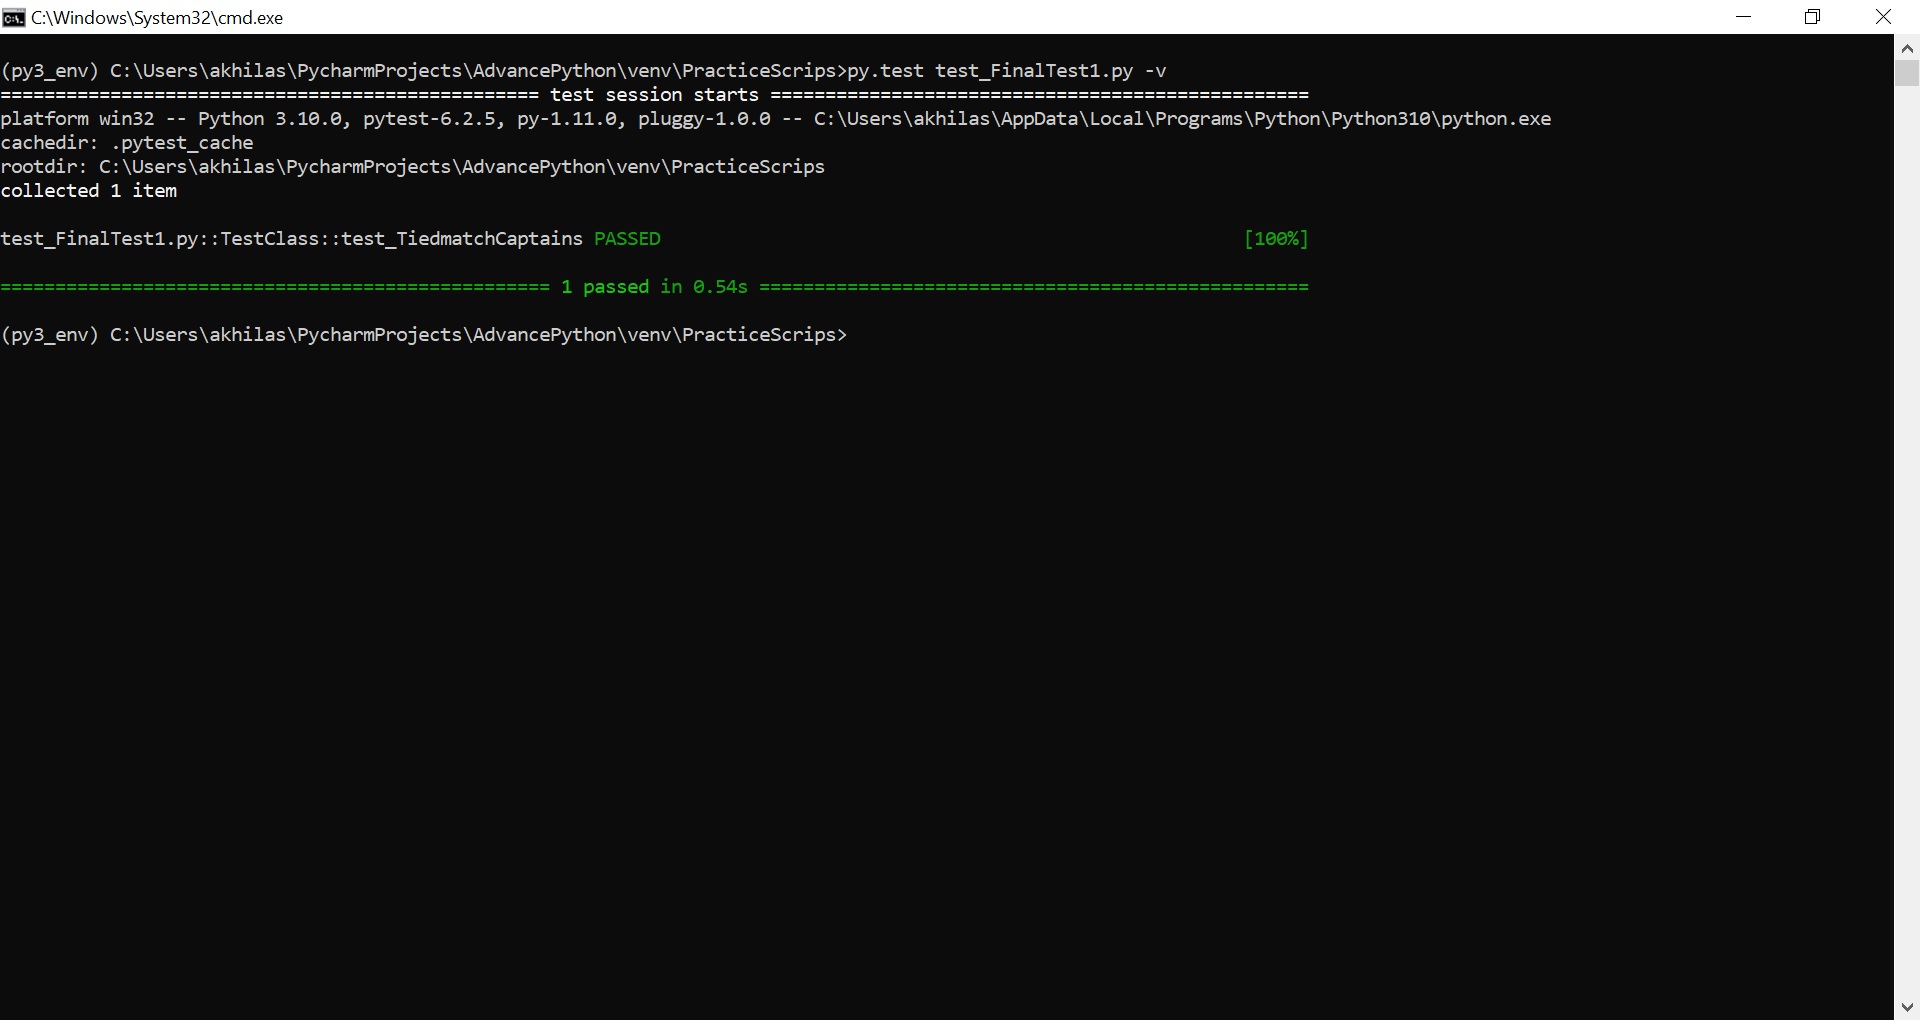 C:\Windows\System32\cmd.exe
(py3_env) C:\Users\akhilas\PycharmProjects\AdvancePython\venv\PracticeScrips>py.test test_FinalTest1.py -v
================================================= test session starts =================================================
platform win32 -- Python 3.10.0, pytest-6.2.5, py-1.11.0, pluggy-1.0.0 -- C:\Users\akhilas\AppData\Local\Programs\Python\Python310\python.exe
cachedir: .pytest_cache
rootdir: C:\Users\akhilas\PycharmProjects\AdvancePython\venv\PracticeScrips
collected 1 item
test_FinalTest1.py::TestClass::test_TiedmatchCaptains PASSED [100%]
================================================== 1 passed in 0.54s ==================================================
(py3_env) C:\Users\akhilas\PycharmProjects\AdvancePython\venv\PracticeScrips>